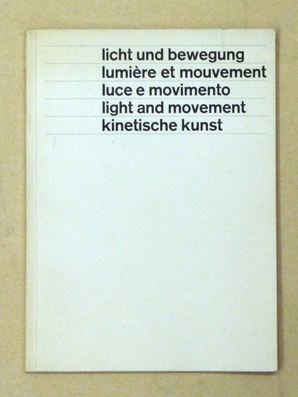 licht und bewegung
lumière et mouvement
luce e movimento
light and movement
kinetische kunst